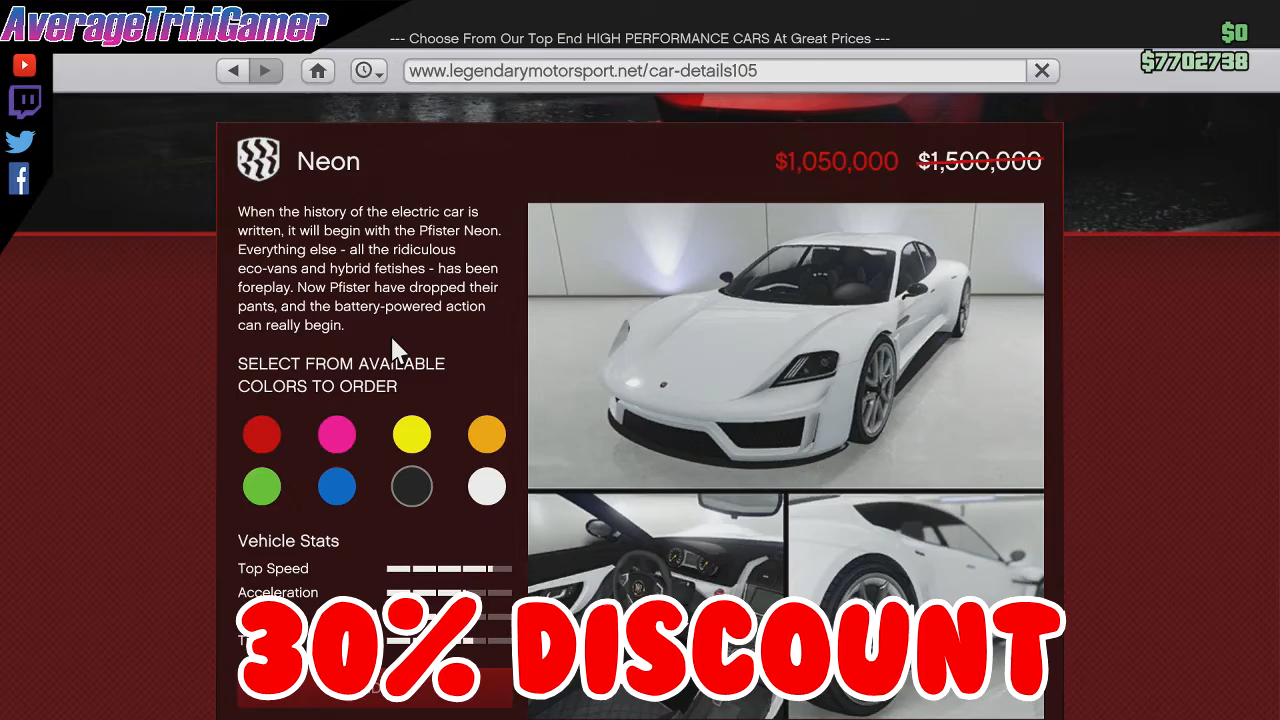 AverageTriniGamer
--- Choose From Our Top End HIGH PERFORMANCE CARS At Great Prices ---
$0
$7702738
www.legendarymotorsport.net/car-details105
Neon
$1,050,000 $1,500,000
When the history of the electric car is
written, it will begin with the Pfister Neon.
Everything else - all the ridiculous
eco-vans and hybrid fetishes - has been
foreplay. Now Pfister have dropped their
pants, and the battery-powered action
can really begin.
SELECT FROM AVAILABLE
COLORS TO ORDER
Vehicle Stats
Top Speed
Acceleration
30% DISCOUNT